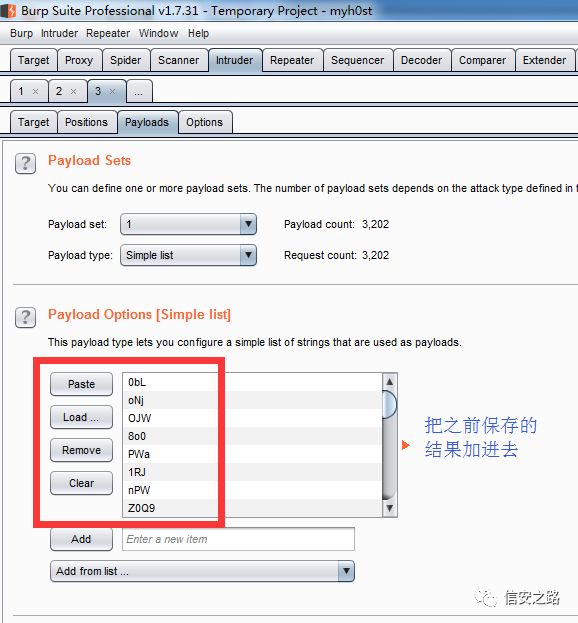 Burp Suite Professional v1.7.31 - Temporary Project - myh0st
Burp Intruder Repeater Window Help
Target Proxy Spider Scanner Intruder Repeater Sequencer Decoder Comparer Extender
1 × 2 × 3 × ...
Target Positions Payloads Options
? Payload Sets
You can define one or more payload sets. The number of payload sets depends on the attack type defined in t
Payload set: 1 Payload count: 3,202
Payload type: Simple list Request count: 3,202
? Payload Options [Simple list]
This payload type lets you configure a simple list of strings that are used as payloads.
Paste
Load ...
Remove
Clear
0bL
oNj
OJW
8o0
PWa
1RJ
nPW
Z0Q9
把之前保存的
结果加进去
Add Enter a new item
Add from list ...
信安之路